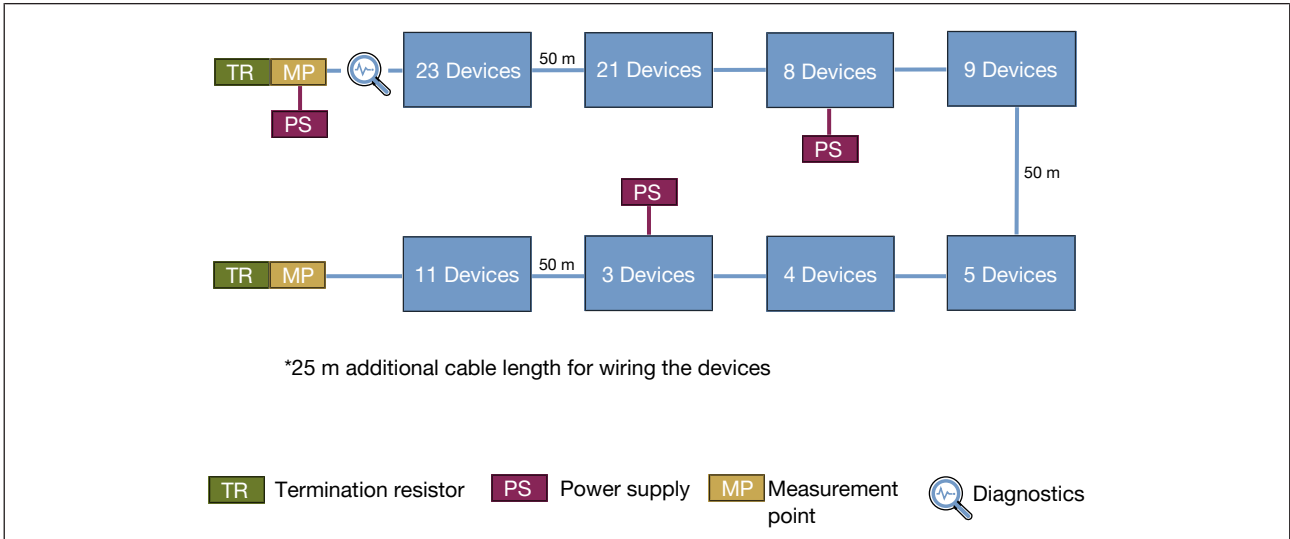 TR MP 23 Devices 50 m 21 Devices 8 Devices 9 Devices
PS
PS
50 m
PS
TR MP 11 Devices 50 m 3 Devices 4 Devices 5 Devices
*25 m additional cable length for wiring the devices
TR Termination resistor PS Power supply MP Measurement point Diagnostics